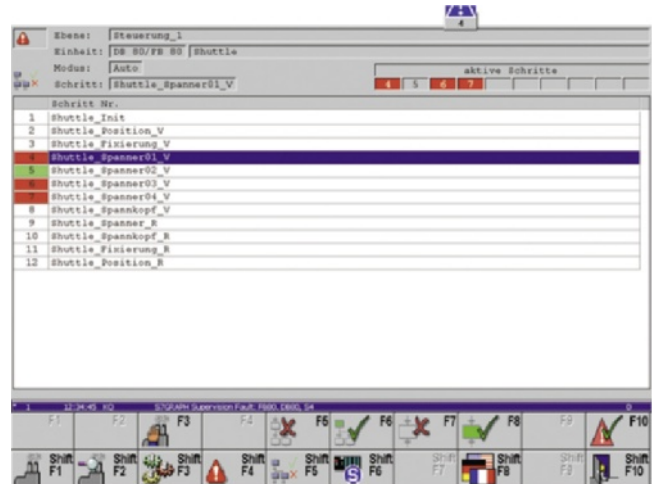 4
Ebene: Steuerung_1
Einheit: DB 80/FB 80 Shuttle
Modus: Auto
aktive Schritte
Schritt: Shuttle_Spanner01_V 4 5 6 7
Schritt Nr.
1 Shuttle_Init
2 Shuttle_Position_V
3 Shuttle_Fixierung_V
4 Shuttle_Spanner01_V
5 Shuttle_Spanner02_V
6 Shuttle_Spanner03_V
7 Shuttle_Spanner04_V
8 Shuttle_Spannkopf_V
9 Shuttle_Spanner_R
10 Shuttle_Spannkopf_R
11 Shuttle_Fixierung_R
12 Shuttle_Position_R
1 12:34:45 KQ S7GRAPH Supervision Fault: FB80, DB80, S4 0
F1 F2 F3 F4 F5 F6 F7 F8 F9 F10
Shift Shift Shift Shift Shift Shift Shift Shift Shift Shift
F1 F2 F3 F4 F5 S F6 F7 F8 F9 F10